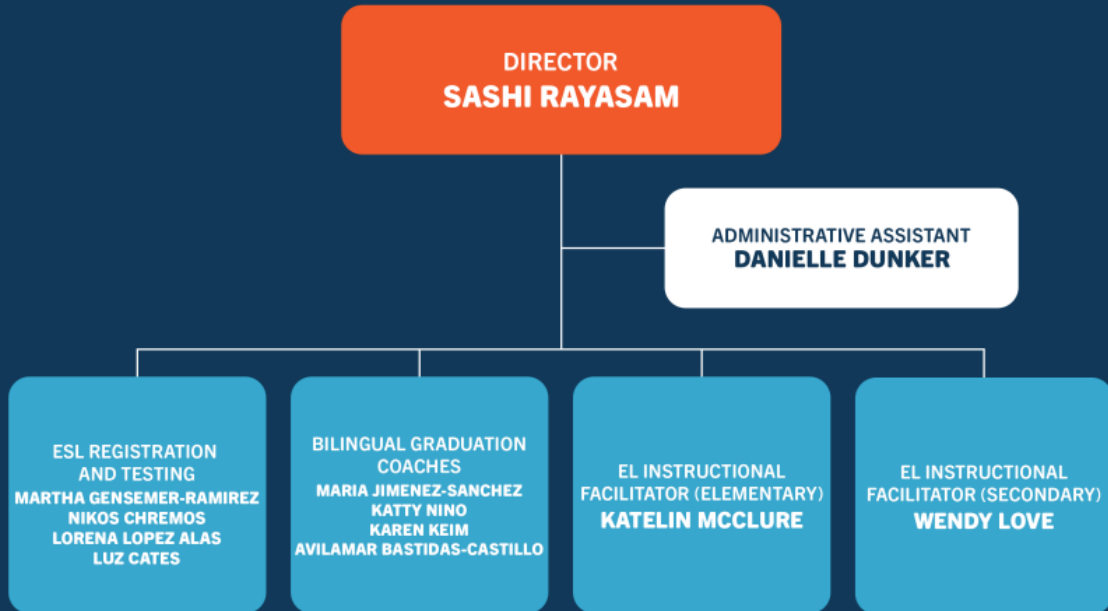 DIRECTOR
SASHI RAYASAM
ADMINISTRATIVE ASSISTANT
DANIELLE DUNKER
ESL REGISTRATION
AND TESTING
MARTHA GENSEMER-RAMIREZ
NIKOS CHREMOS
LORENA LOPEZ ALAS
LUZ CATES
BILINGUAL GRADUATION
COACHES
MARIA JIMENEZ-SANCHEZ
KATTY NINO
KAREN KEIM
AVILAMAR BASTIDAS-CASTILLO
EL INSTRUCTIONAL
FACILITATOR (ELEMENTARY)
KATELIN MCCLURE
EL INSTRUCTIONAL
FACILITATOR (SECONDARY)
WENDY LOVE